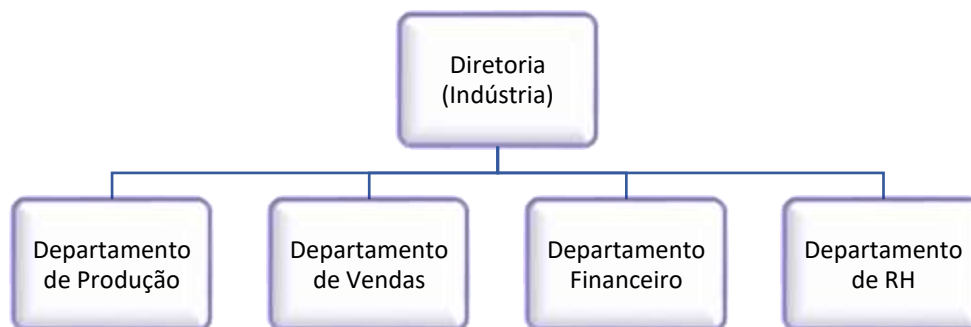 Diretoria
(Indústria)
Departamento
de Produção
Departamento
de Vendas
Departamento
Financeiro
Departamento
de RH